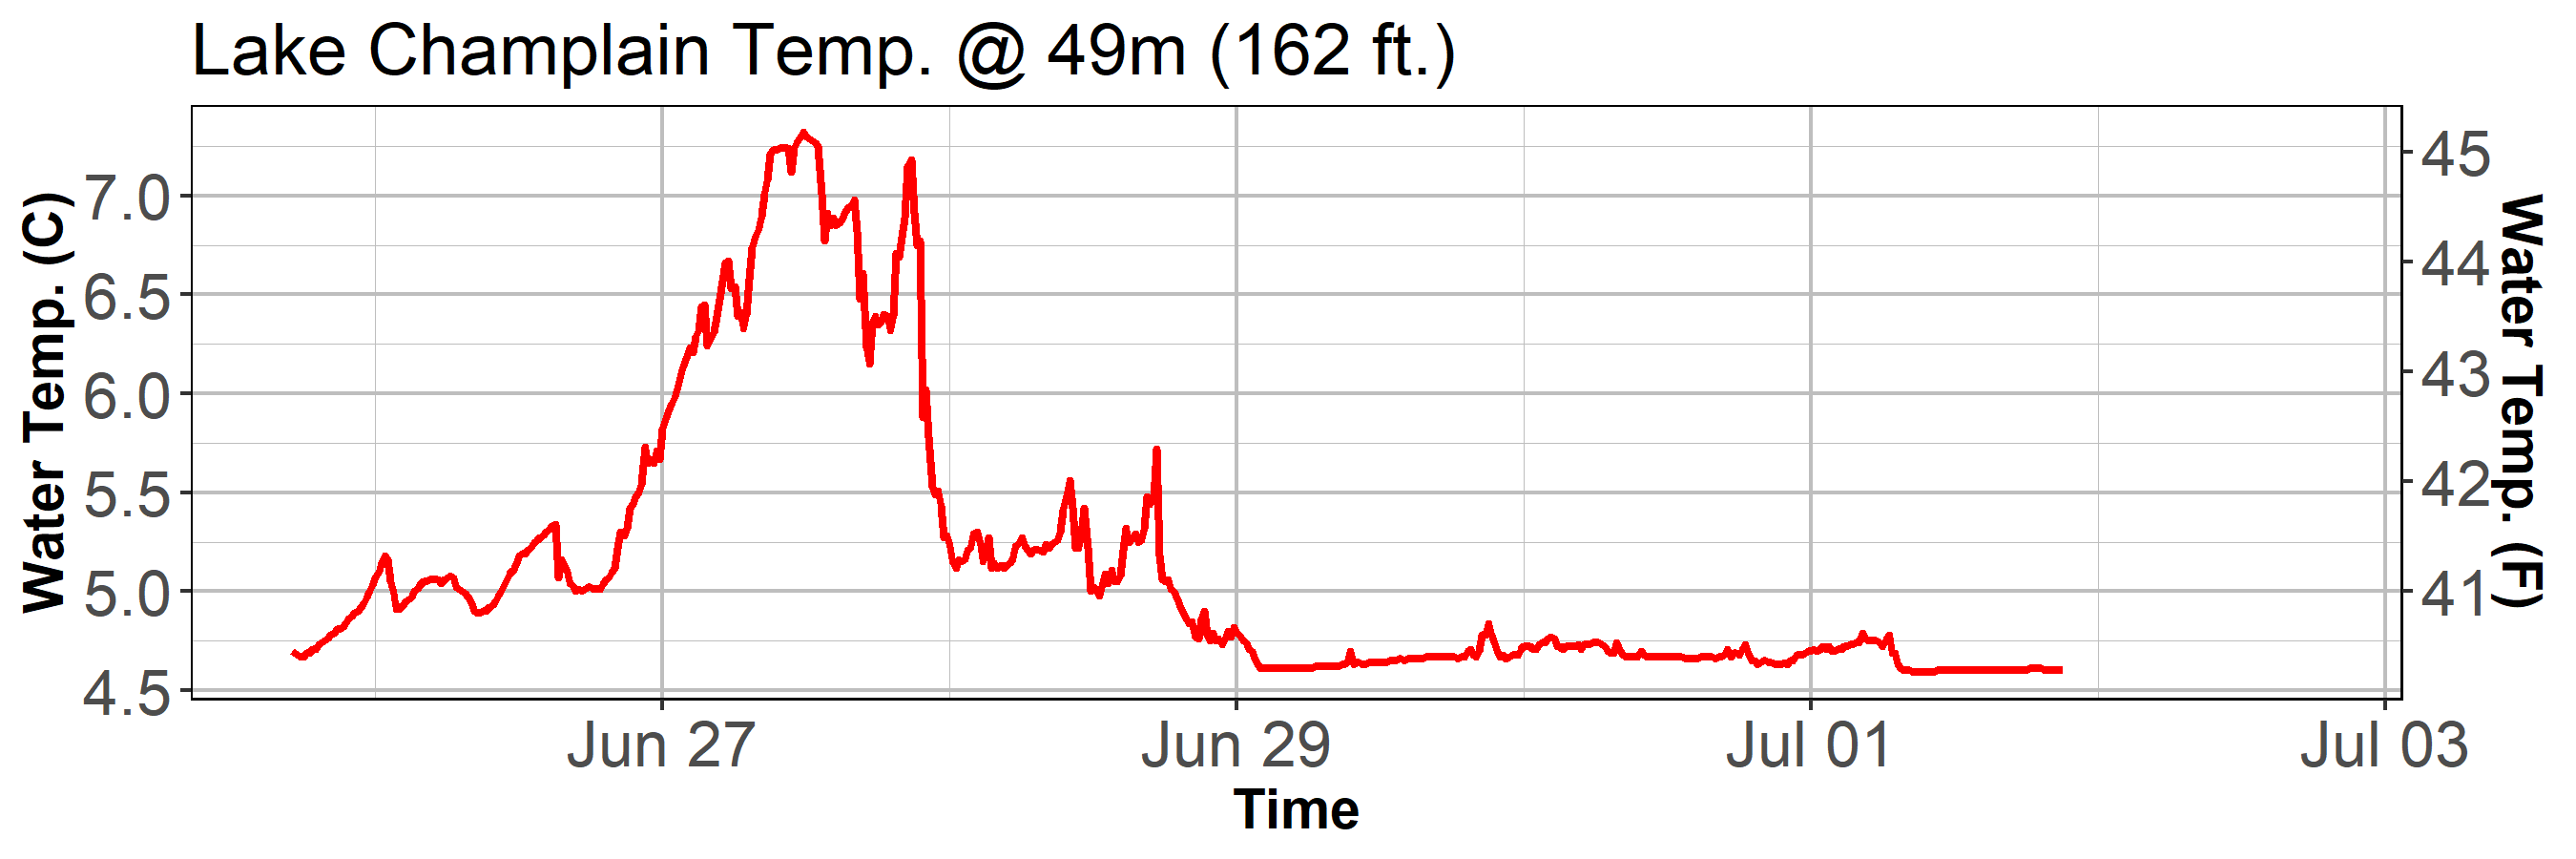 Lake Champlain Temp. @ 49m (162 ft.)
Water Temp. (C)
7.0
6.5
6.0
5.5
5.0
4.5
45
44
43
42
41
Water Temp. (F)
Jun 27 Jun 29 Jul 01 Jul 03
Time